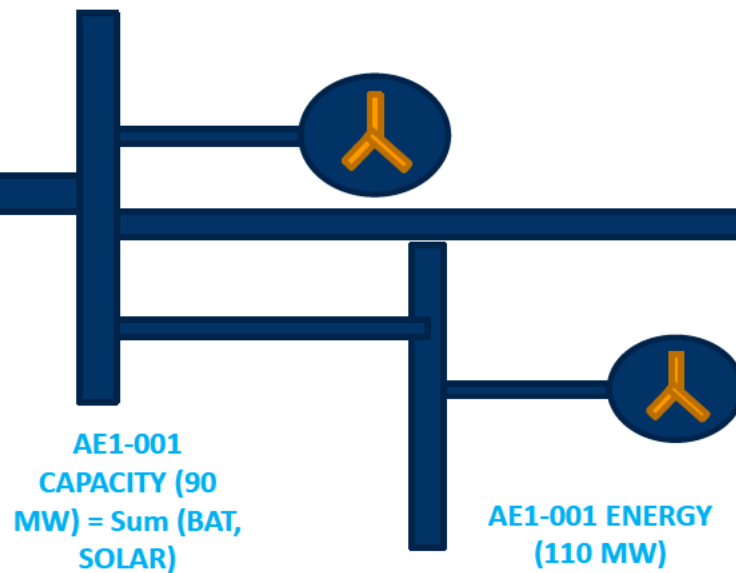 AE1-001
CAPACITY (90
MW) = Sum (BAT,
SOLAR)
AE1-001 ENERGY
(110 MW)